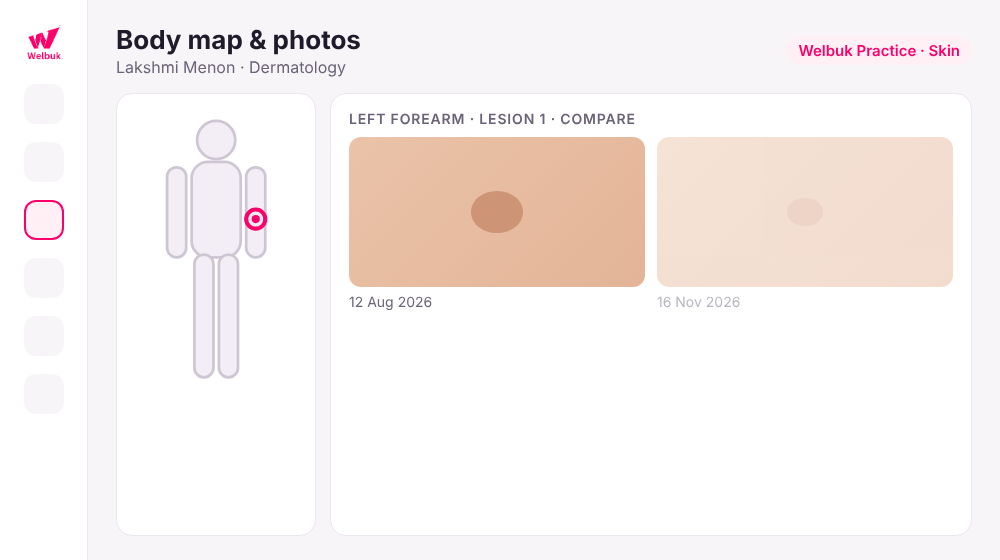 Welbuk
Body map & photos
Lakshmi Menon · Dermatology
Welbuk Practice · Skin
LEFT FOREARM · LESION 1 · COMPARE
12 Aug 2026
16 Nov 2026